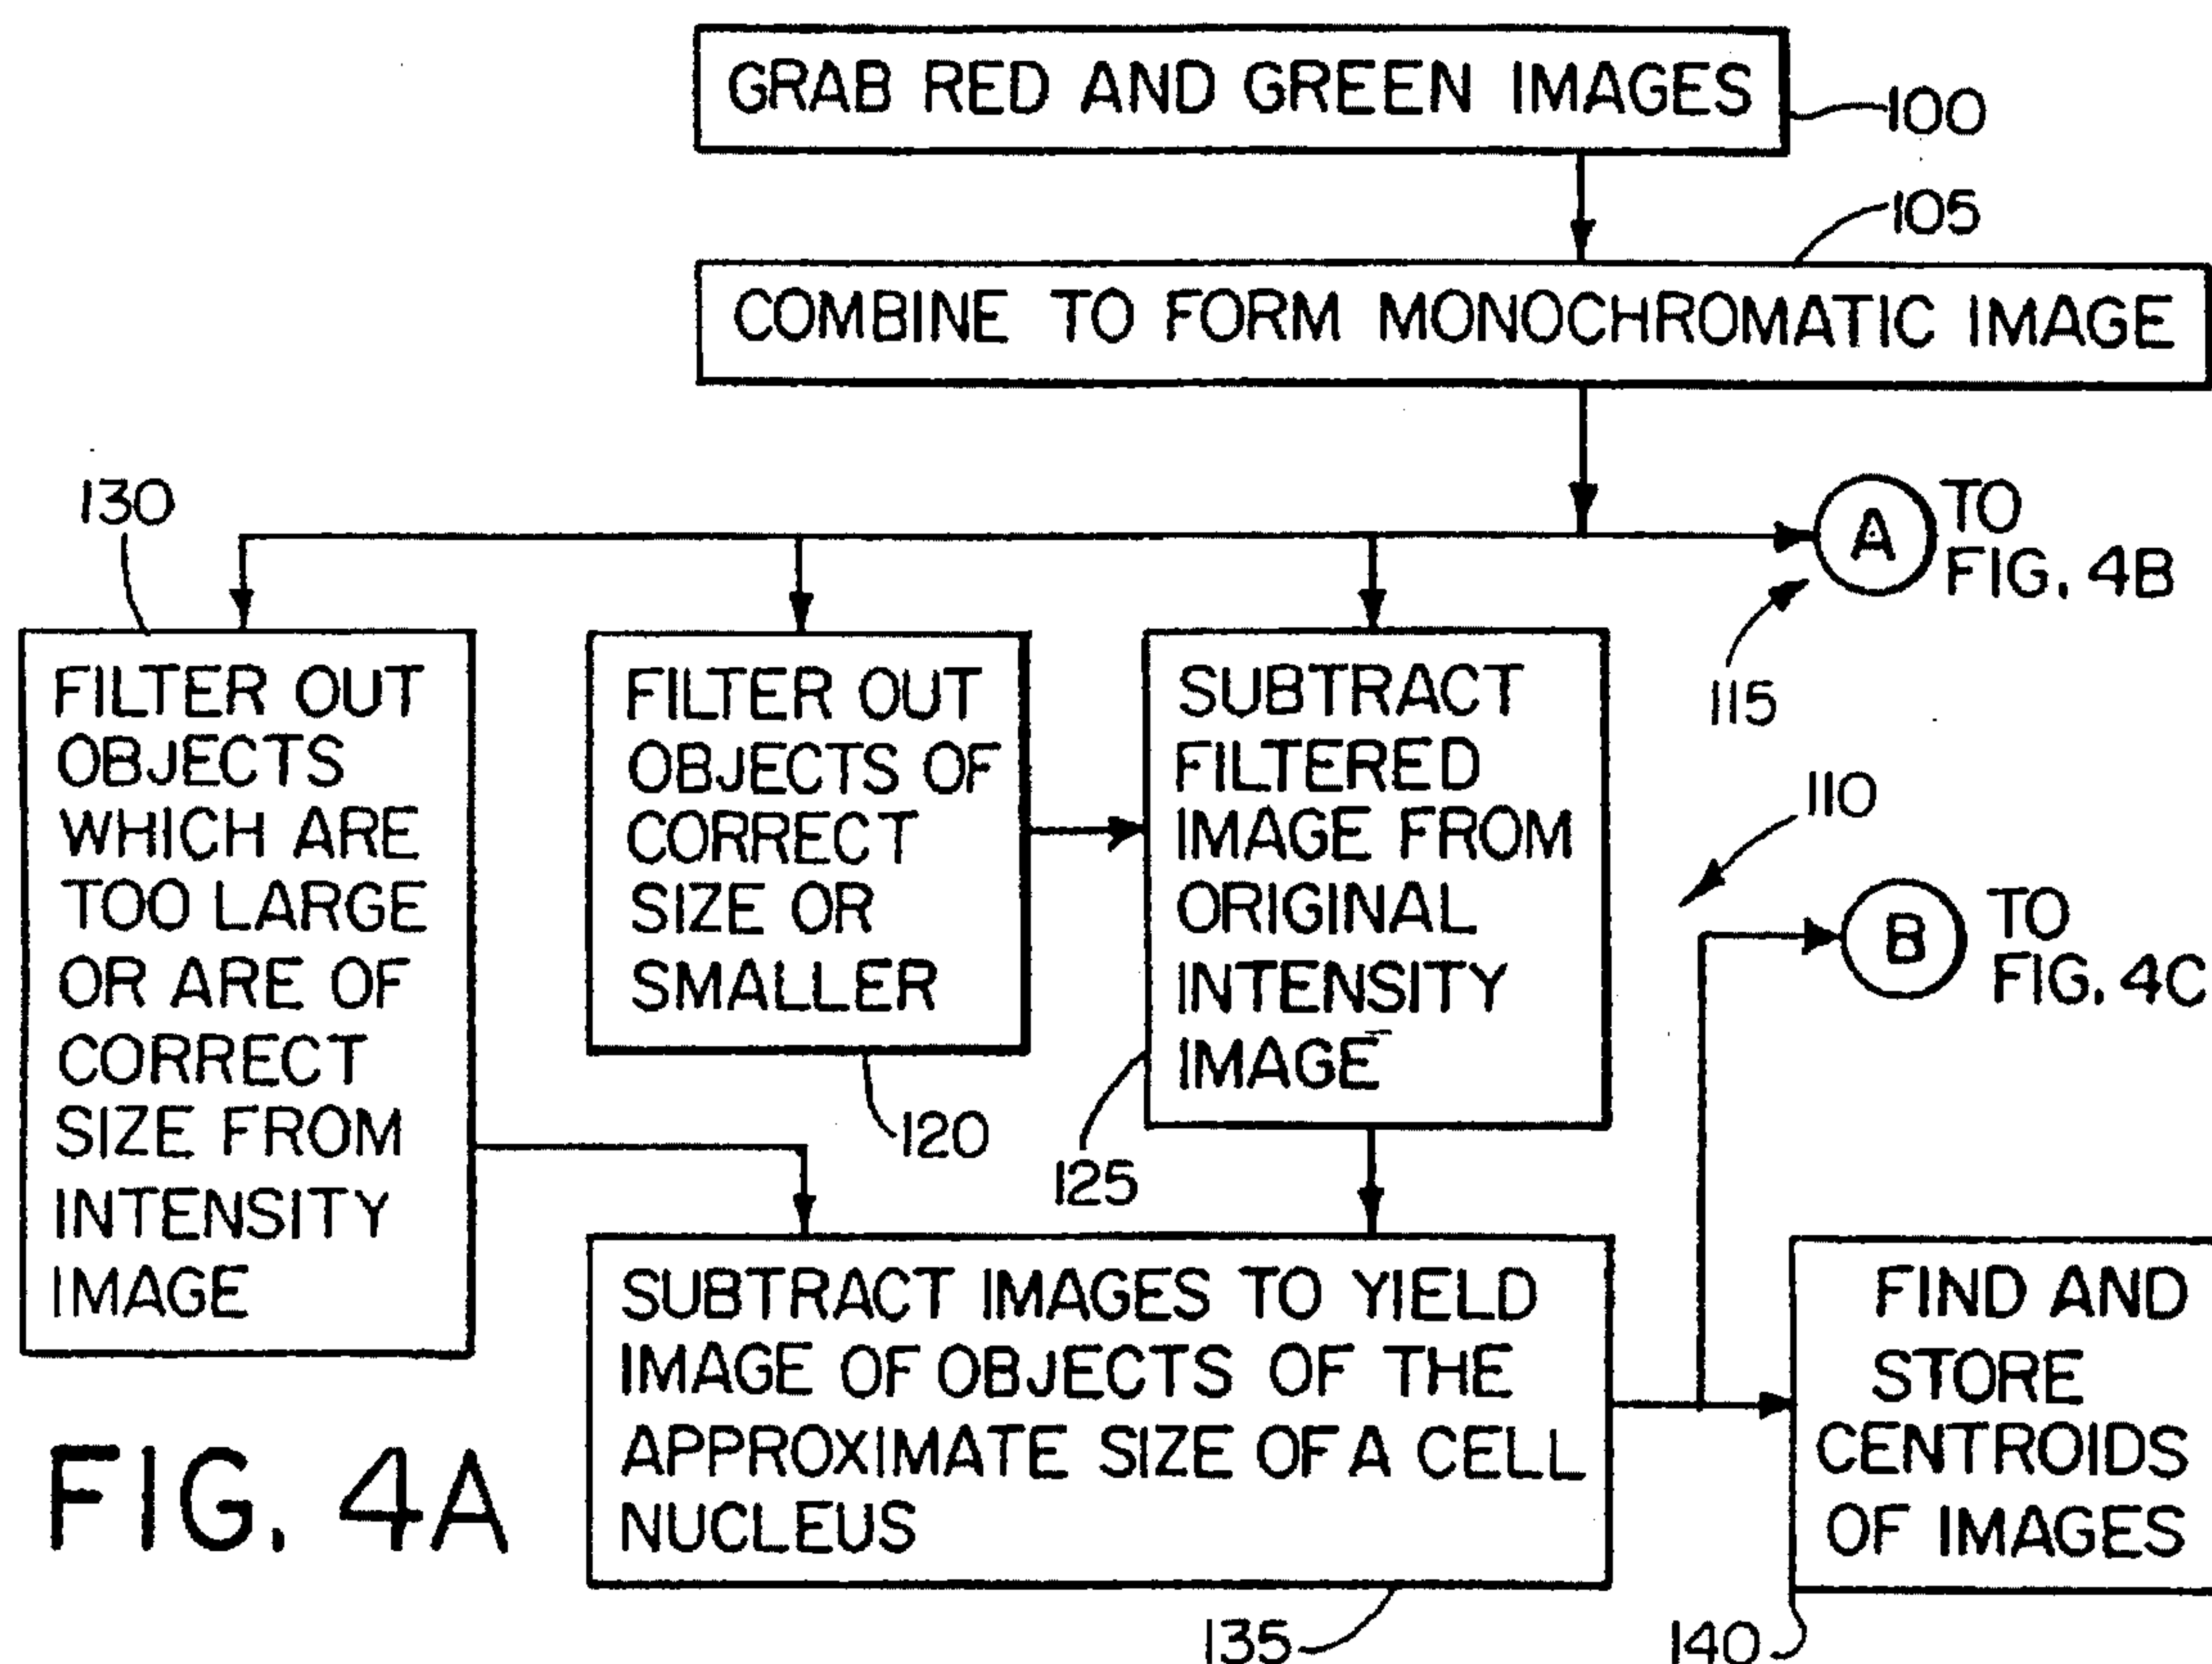 GRAB RED AND GREEN IMAGES
100
105
COMBINE TO FORM MONOCHROMATIC IMAGE
130
A
TO
FIG. 4B
115
FILTER OUT
OBJECTS
WHICH ARE
TOO LARGE
OR ARE OF
CORRECT
SIZE FROM
INTENSITY
IMAGE
FILTER OUT
OBJECTS OF
CORRECT
SIZE OR
SMALLER
120
SUBTRACT
FILTERED
IMAGE FROM
ORIGINAL
INTENSITY
IMAGE
125
110
B
TO
FIG. 4C
SUBTRACT IMAGES TO YIELD
IMAGE OF OBJECTS OF THE
APPROXIMATE SIZE OF A CELL
NUCLEUS
135
FIND AND
STORE
CENTROIDS
OF IMAGES
140
FIG. 4A